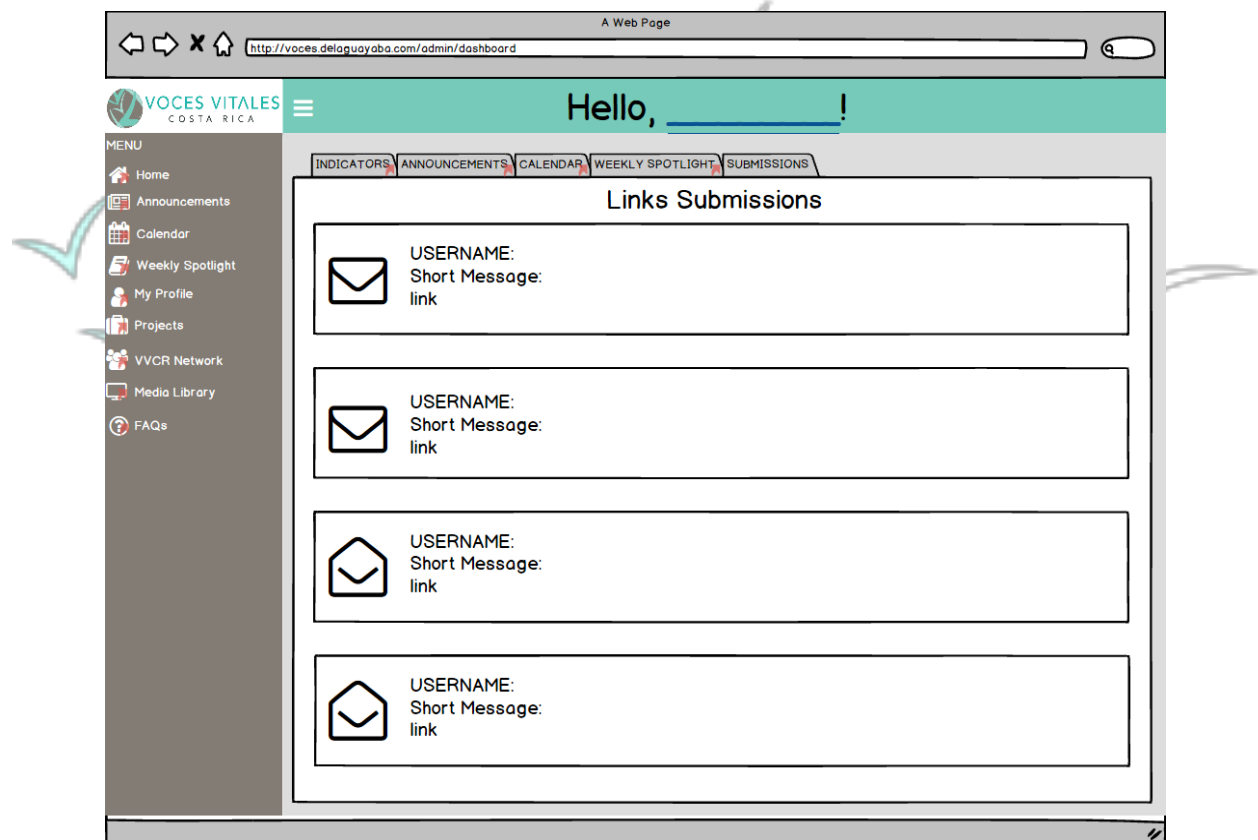 A Web Page
http://voces.delaguayaba.com/admin/dashboard
VOCES VITALES
COSTA RICA
Hello, __________!
MENU
Home
Announcements
Calendar
Weekly Spotlight
My Profile
Projects
VVCR Network
Media Library
FAQs
INDICATORS ANNOUNCEMENTS CALENDAR WEEKLY SPOTLIGHT SUBMISSIONS
Links Submissions
USERNAME:
Short Message:
link
USERNAME:
Short Message:
link
USERNAME:
Short Message:
link
USERNAME:
Short Message:
link